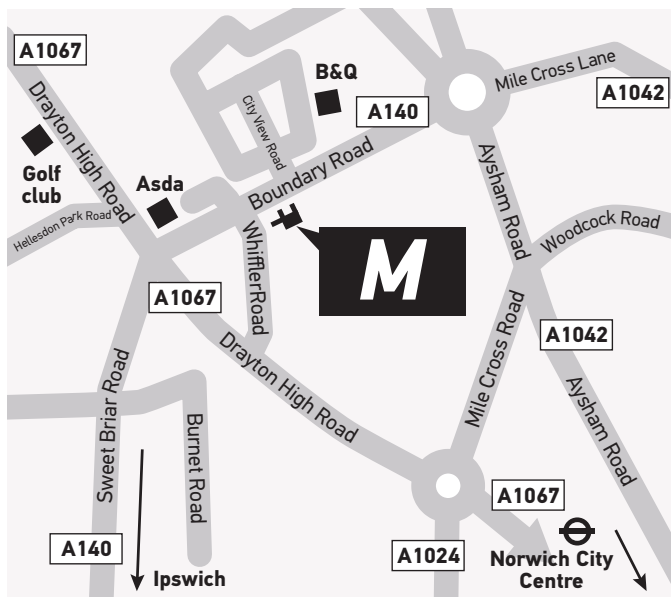 A1067
Drayton High Road
Golf
club
Hellesdon Park Road
Asda
City View Road
B&Q
A140
Boundary Road
Mile Cross Lane
A1042
Aysham Road
Woodcock Road
WhifflerRoad
M
A1067
Drayton High Road
Mile Cross Road
A1042
Aysham Road
Sweet Briar Road
Burnet Road
A140
Ipswich
A1067
A1024
Norwich City
Centre